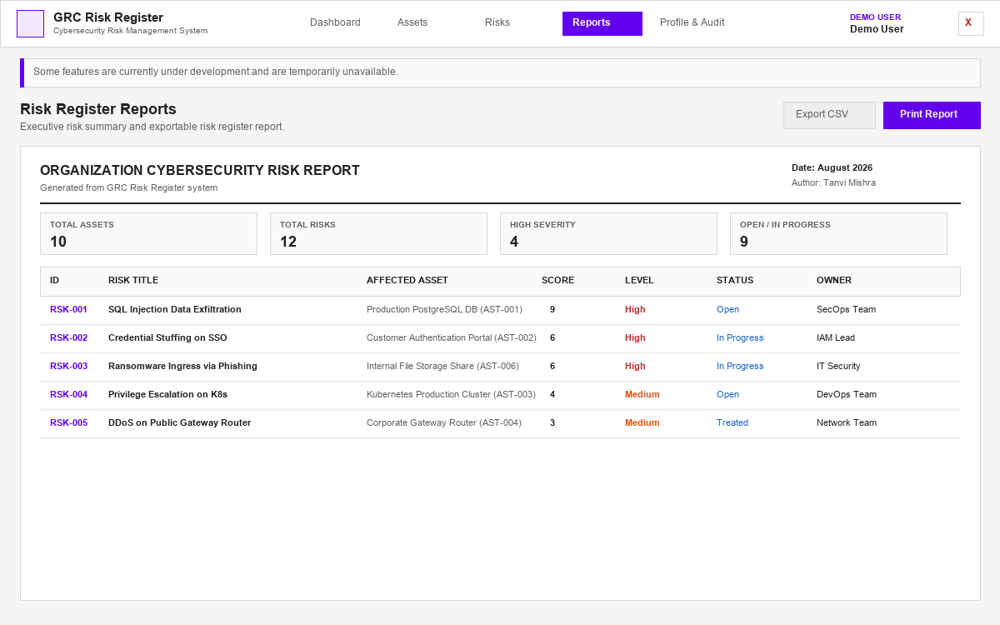 GRC Risk Register
Cybersecurity Risk Management System
Dashboard Assets Risks Reports Profile & Audit
DEMO USER
Demo User
X
Some features are currently under development and are temporarily unavailable.
Risk Register Reports
Executive risk summary and exportable risk register report.
Export CSV Print Report
ORGANIZATION CYBERSECURITY RISK REPORT
Generated from GRC Risk Register system
Date: August 2026
Author: Tanvi Mishra
TOTAL ASSETS
10
TOTAL RISKS
12
HIGH SEVERITY
4
OPEN / IN PROGRESS
9
ID RISK TITLE AFFECTED ASSET SCORE LEVEL STATUS OWNER
RSK-001 SQL Injection Data Exfiltration Production PostgreSQL DB (AST-001) 9 High Open SecOps Team
RSK-002 Credential Stuffing on SSO Customer Authentication Portal (AST-002) 6 High In Progress IAM Lead
RSK-003 Ransomware Ingress via Phishing Internal File Storage Share (AST-006) 6 High In Progress IT Security
RSK-004 Privilege Escalation on K8s Kubernetes Production Cluster (AST-003) 4 Medium Open DevOps Team
RSK-005 DDoS on Public Gateway Router Corporate Gateway Router (AST-004) 3 Medium Treated Network Team